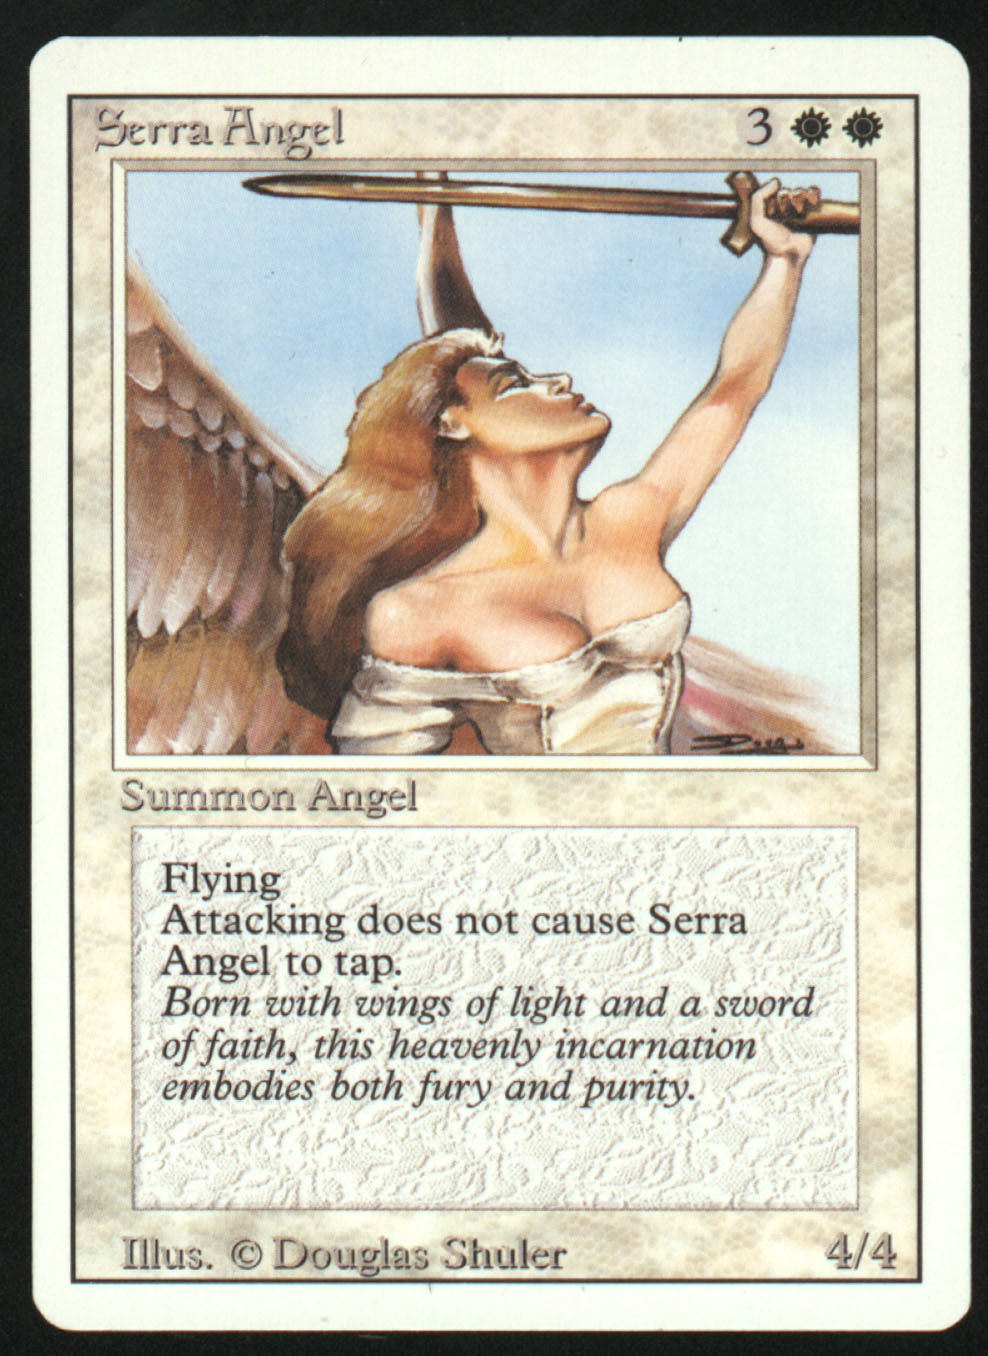 Serra Angel 3
Summon Angel
Flying
Attacking does not cause Serra
Angel to tap.
Born with wings of light and a sword
of faith, this heavenly incarnation
embodies both fury and purity.
Illus. © Douglas Shuler 4/4